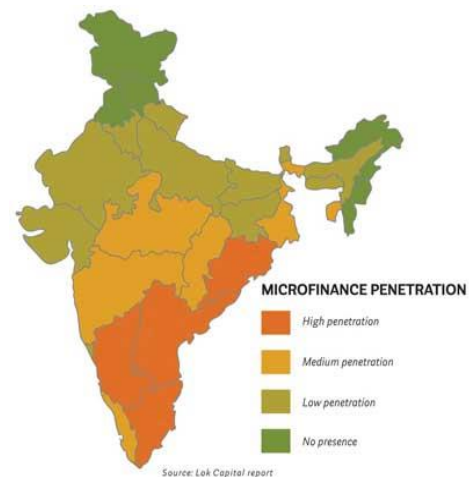 MICROFINANCE PENETRATION
High penetration
Medium penetration
Low penetration
No presence
Source: Lok Capital report